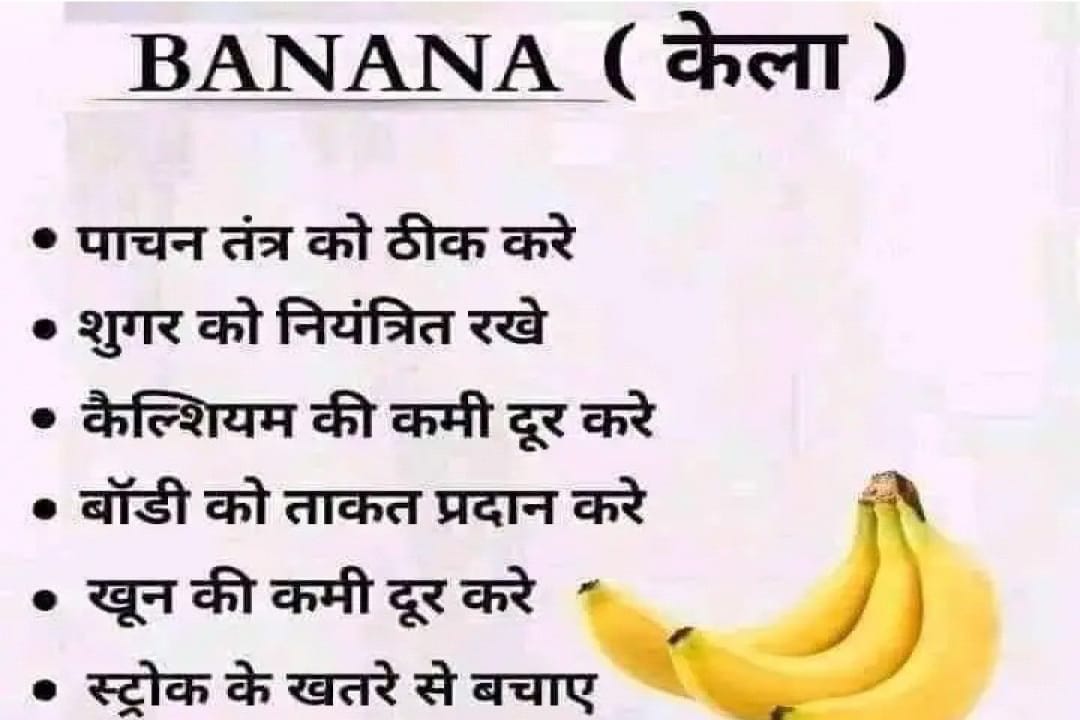 BANANA ( केला )
• पाचन तंत्र को ठीक करे
• शुगर को नियंत्रित रखे
• कैल्शियम की कमी दूर करे
• बॉडी को ताकत प्रदान करे
• खून की कमी दूर करे
• स्ट्रोक के खतरे से बचाए